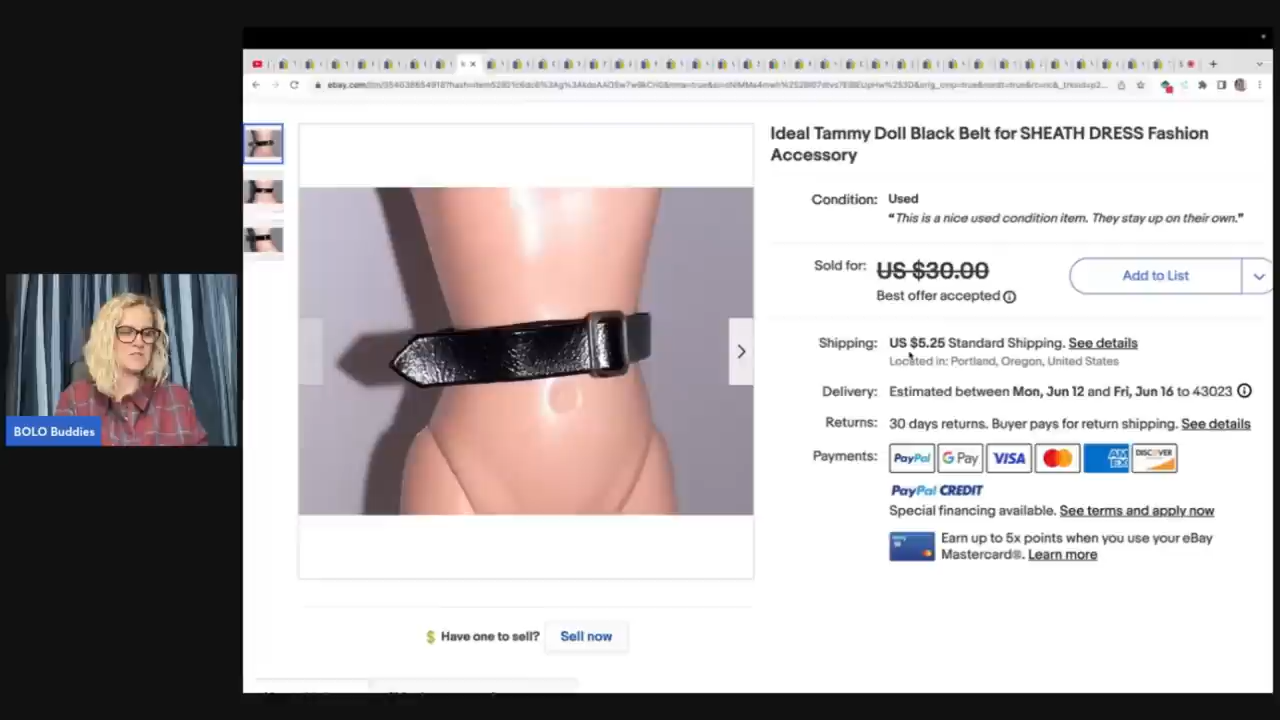 Ideal Tammy Doll Black Belt for SHEATH DRESS Fashion
Accessory
Condition: Used
"This is a nice used condition item. They stay up on their own."
Sold for: US $30.00
Add to List
Best offer accepted
Shipping: US $5.25 Standard Shipping. See details
Located in: Portland, Oregon, United States
Delivery: Estimated between Mon, Jun 12 and Fri, Jun 16 to 43023
Returns: 30 days returns. Buyer pays for return shipping. See details
Payments: PayPal G Pay VISA AM EX DISCOVER
PayPal CREDIT
Special financing available. See terms and apply now
Earn up to 5x points when you use your eBay
Mastercard®. Learn more
BOLO Buddies
$ Have one to sell? Sell now